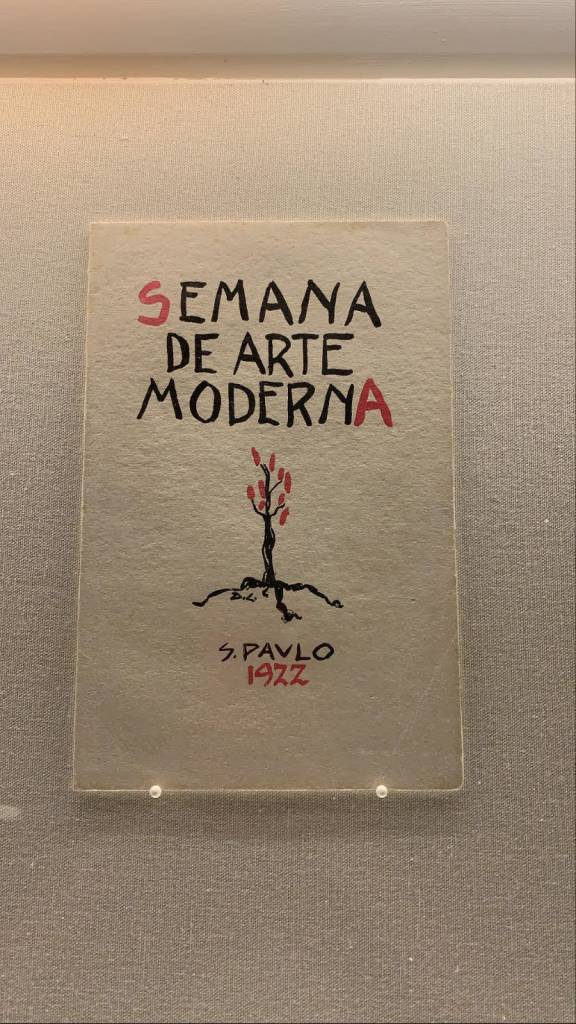 SEMANA
DE ARTE
MODERNA
D.C.
S. PAVLO
1922